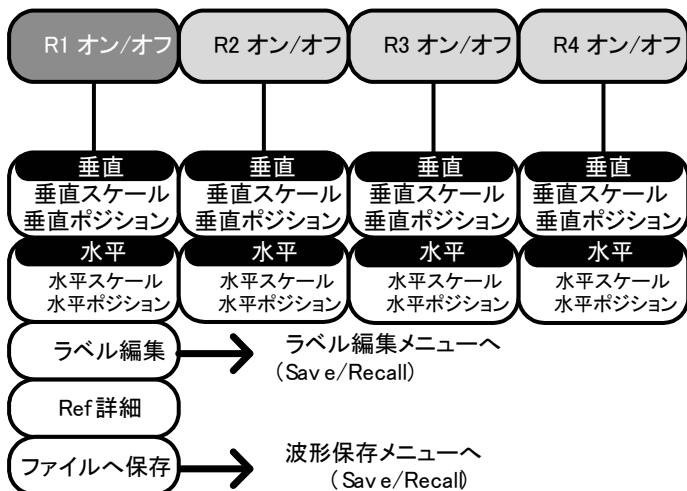 R1 オン/オフ R2 オン/オフ R3 オン/オフ R4 オン/オフ
垂直 垂直 垂直 垂直
垂直スケール 垂直スケール 垂直スケール 垂直スケール
垂直ポジション 垂直ポジション 垂直ポジション 垂直ポジション
水平 水平 水平 水平
水平スケール 水平スケール 水平スケール 水平スケール
水平ポジション 水平ポジション 水平ポジション 水平ポジション
ラベル編集 ラベル編集メニューへ
(Save/Recall)
Ref詳細
ファイルへ保存 波形保存メニューへ
(Save/Recall)